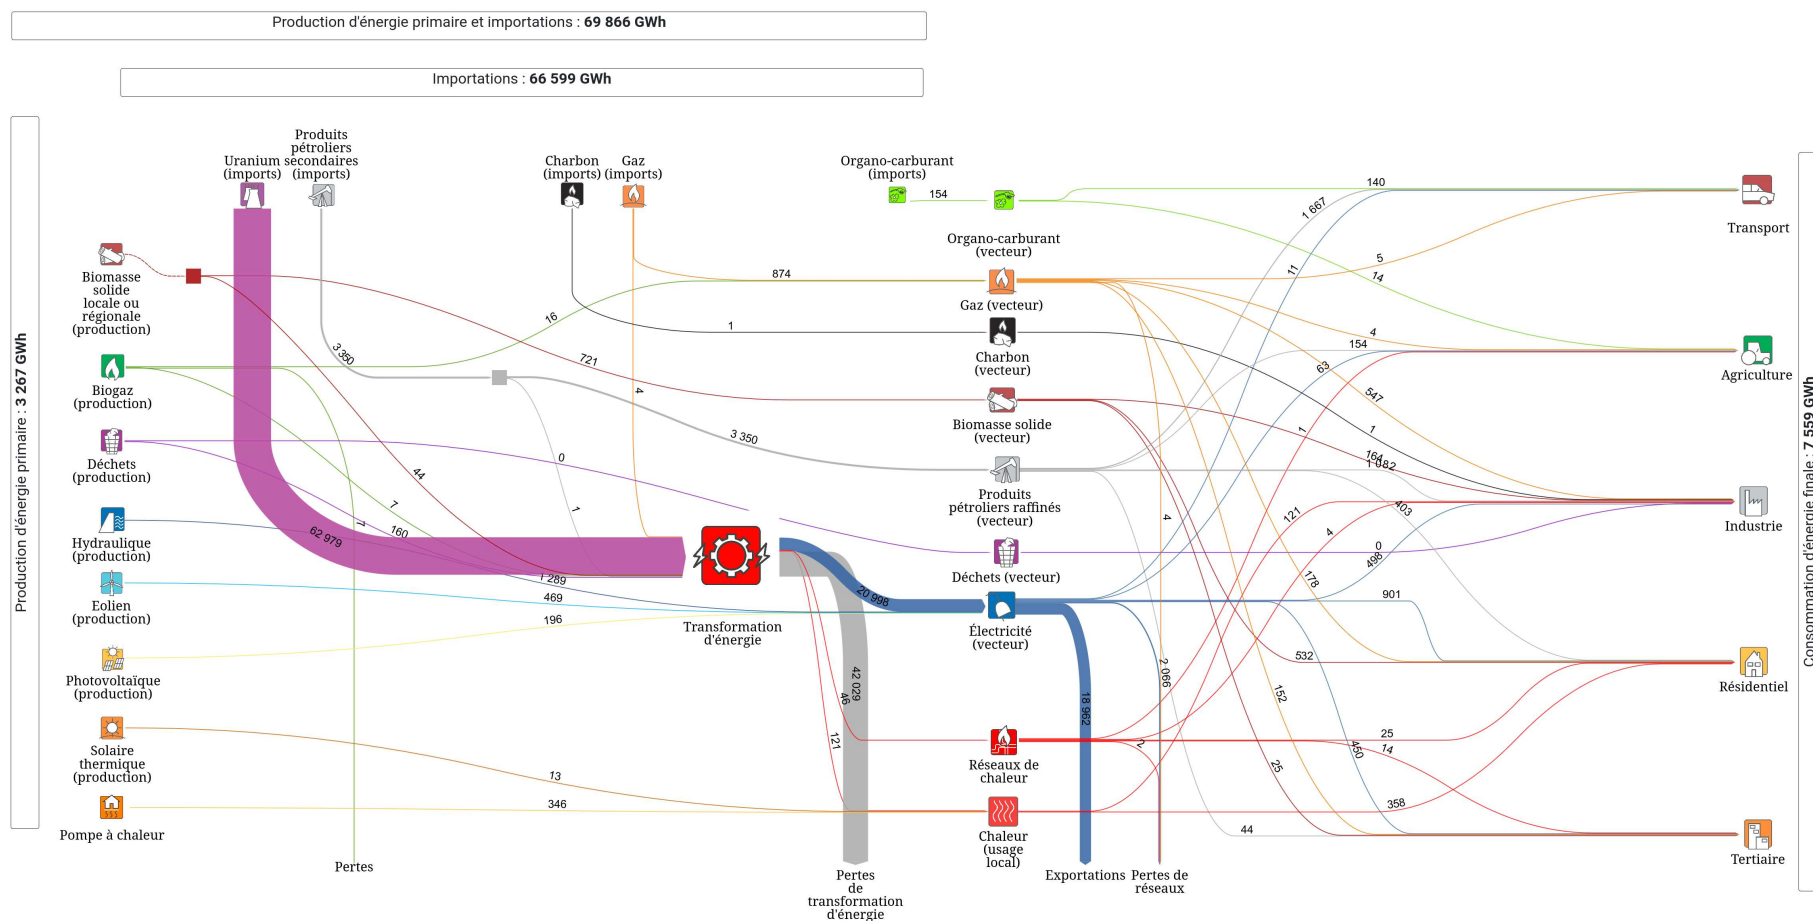 Production d'énergie primaire et importations : 69 866 GWh
Importations : 66 599 GWh
Production d'énergie primaire : 3 267 GWh
Consommation d'énergie finale : 7 559 GWh
Uranium
(imports)
Produits
pétroliers
secondaires
(imports)
Charbon
(imports)
Gaz
(imports)
Organo-carburant
(imports)
Biomasse
solide
locale ou
régionale
(production)
Biogaz
(production)
Déchets
(production)
Hydraulique
(production)
Eolien
(production)
Photovoltaïque
(production)
Solaire
thermique
(production)
Pompe à chaleur
Transformation
d'énergie
Organo-carburant
(vecteur)
Gaz (vecteur)
Charbon
(vecteur)
Biomasse solide
(vecteur)
Produits
pétroliers raffinés
(vecteur)
Déchets (vecteur)
Électricité
(vecteur)
Réseaux de
chaleur
Chaleur
(usage
local)
Transport
Agriculture
Industrie
Résidentiel
Tertiaire
Pertes
Pertes
de
transformation
d'énergie
Exportations
Pertes de
réseaux
154
874
16
1
721
3 350
3 350
4
44
0
7
7
160
1
62 979
1 289
469
196
13
346
20 998
42 029
46
121
18 962
2 066
4
2
140
1 667
11
5
14
4
154
63
547
1
1
164
1 082
403
121
4
0
498
901
178
532
152
25
450
25
14
358
44